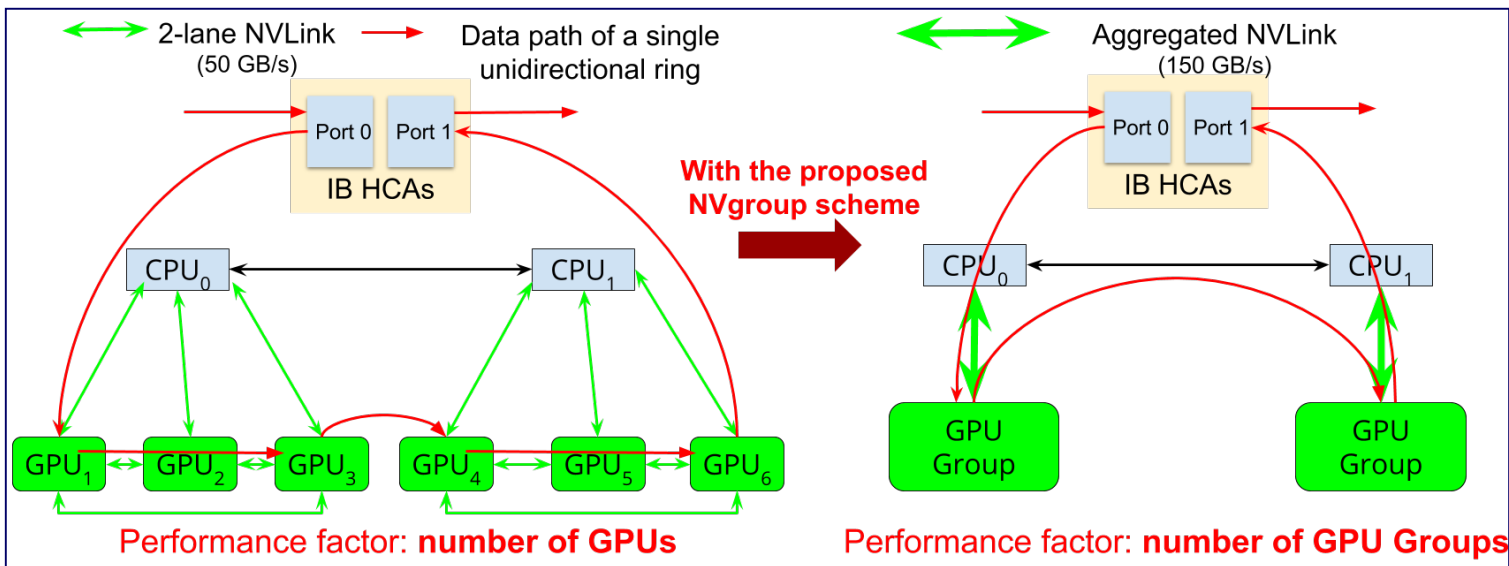 2-lane NVLink
(50 GB/s)
Data path of a single
unidirectional ring
Port 0
Port 1
IB HCAs
CPU0
CPU1
GPU1
GPU2
GPU3
GPU4
GPU5
GPU6
Performance factor: number of GPUs
With the proposed
NVgroup scheme
Aggregated NVLink
(150 GB/s)
Port 0
Port 1
IB HCAs
CPU0
CPU1
GPU
Group
GPU
Group
Performance factor: number of GPU Groups